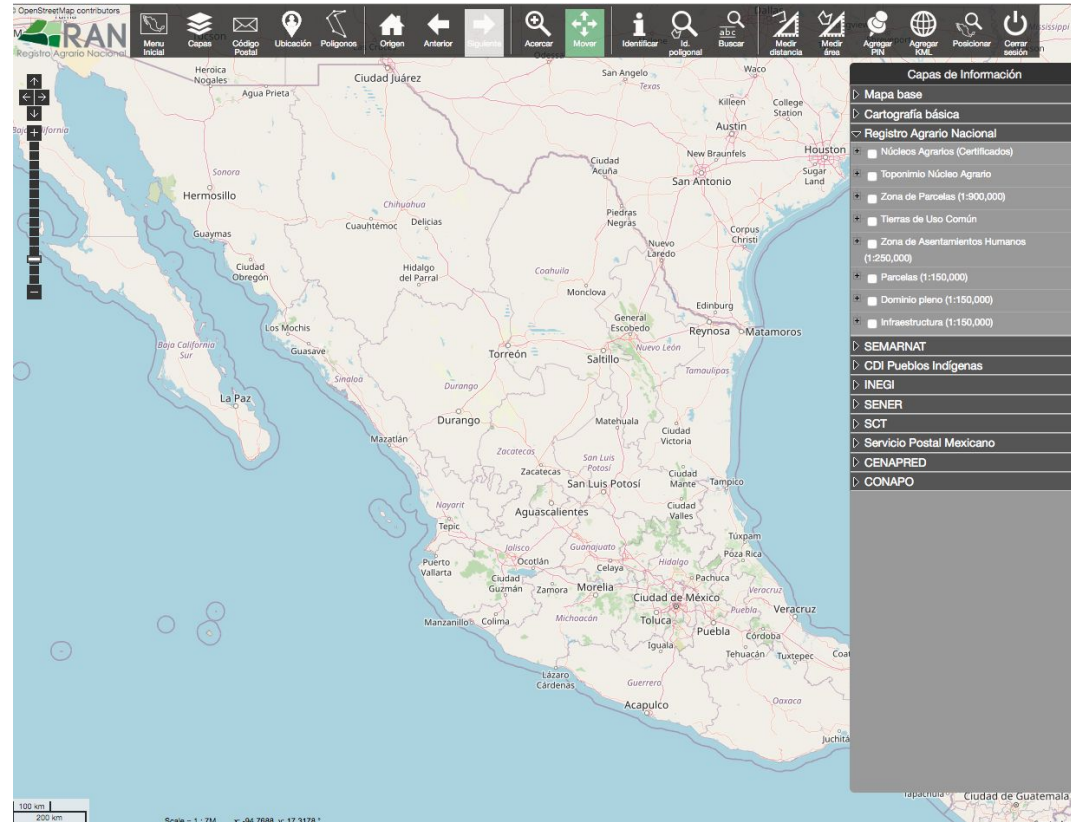 © OpenStreetMap contributors
RAN
Registro Agrario Nacional
Menu Inicial
Capas
Código Postal
Ubicación
Poligonos
Origen
Anterior
Siguiente
Acercar
Mover
Identificar
Id. poligonal
abc
Buscar
Medir distancia
Medir área
Agregar PIN
Agregar KML
Posicionar
Cerrar sesión
Capas de Información
Mapa base
Cartografía básica
Registro Agrario Nacional
Núcleos Agrarios (Certificados)
Toponimio Núcleo Agrario
Zona de Parcelas (1:900,000)
Tierras de Uso Común
Zona de Asentamientos Humanos
(1:250,000)
Parcelas (1:150,000)
Dominio pleno (1:150,000)
Infraestructura (1:150,000)
SEMARNAT
CDI Pueblos Indígenas
INEGI
SENER
SCT
Servicio Postal Mexicano
CENAPRED
CONAPO
Heroica
Nogales
Agua Prieta
Ciudad Juárez
San Angelo
Texas
Waco
Killeen
College
Station
Austin
New Braunfels
Houston
Sugar
Land
San Antonio
Ciudad
Acuña
Sonora
Hermosillo
Chihuahua
Cuauhtémoc
Delicias
Piedras
Negras
Corpus
Christi
Guaymas
Nuevo
Laredo
Ciudad
Obregón
Hidalgo
del Parral
Coahuila
Monclova
Edinburg
General
Escobedo
Reynosa
Matamoros
Los Mochis
Guasave
Baja California
Sur
Torreón
Saltillo
Nuevo León
Tamaulipas
Sinaloa
Durango
La Paz
Durango
Matehuala
Ciudad
Victoria
Mazatlán
Zacatecas
San Luis
Potosí
Zacatecas
San Luis Potosí
Ciudad
Mante
Tampico
Nayarit
Aguascalientes
Ciudad
Valles
Tepic
Túxpam
Jalisco
Guanajuato
Poza Rica
Puerto
Vallarta
Ocotlán
Celaya
Hidalgo
Ciudad
Guzmán
Zamora
Morelia
Pachuca
Ciudad de México
Veracruz
Manzanillo
Colima
Michoacán
Toluca
Puebla
Veracruz
Puebla
Córdoba
Iguala
Tehuacán
Tuxtepec
Lázaro
Cárdenas
Guerrero
Acapulco
Oaxaca
Ciudad de Guatemala
100 km
200 km
Scale = 1 : 7M
x: -94.7688, y: 17.3178 °